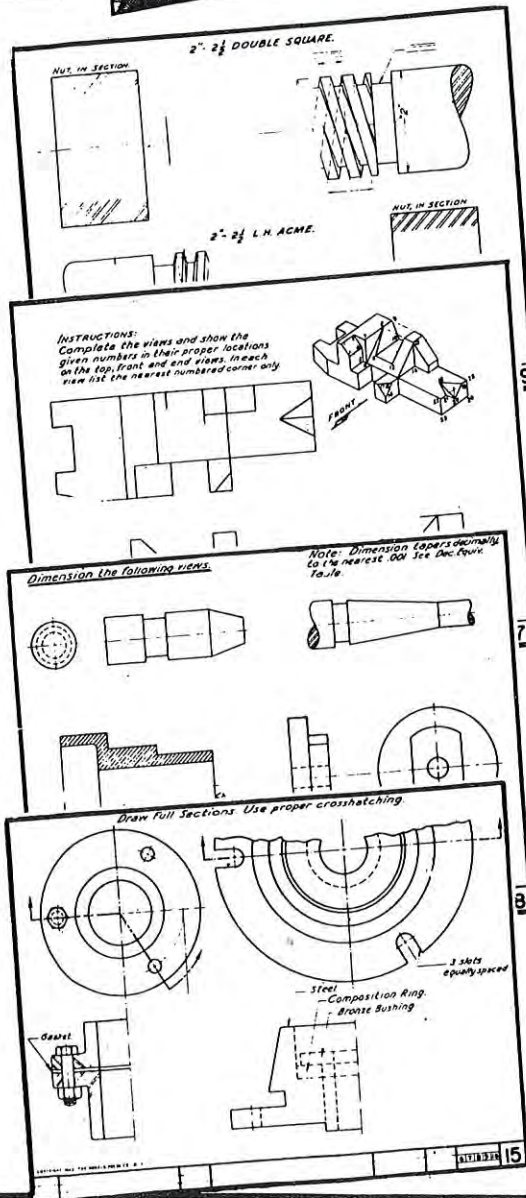 2"- 2½ DOUBLE SQUARE.
NUT, IN SECTION
2"
NUT, IN SECTION
2"- 2½ L.H. ACME.
INSTRUCTIONS:
Complete the views and show the
given numbers in their proper locations
on the top, front and end views. In each
view list the nearest numbered corner only.
FRONT
Dimension the following views.
Note: Dimension tapers decimally
to the nearest .001 See Dec. Equiv.
Table.
7
Draw Full Sections. Use proper crosshatching.
8
3 slots
equally spaced
Steel
Composition Ring.
Bronze Bushing
Gasket
15